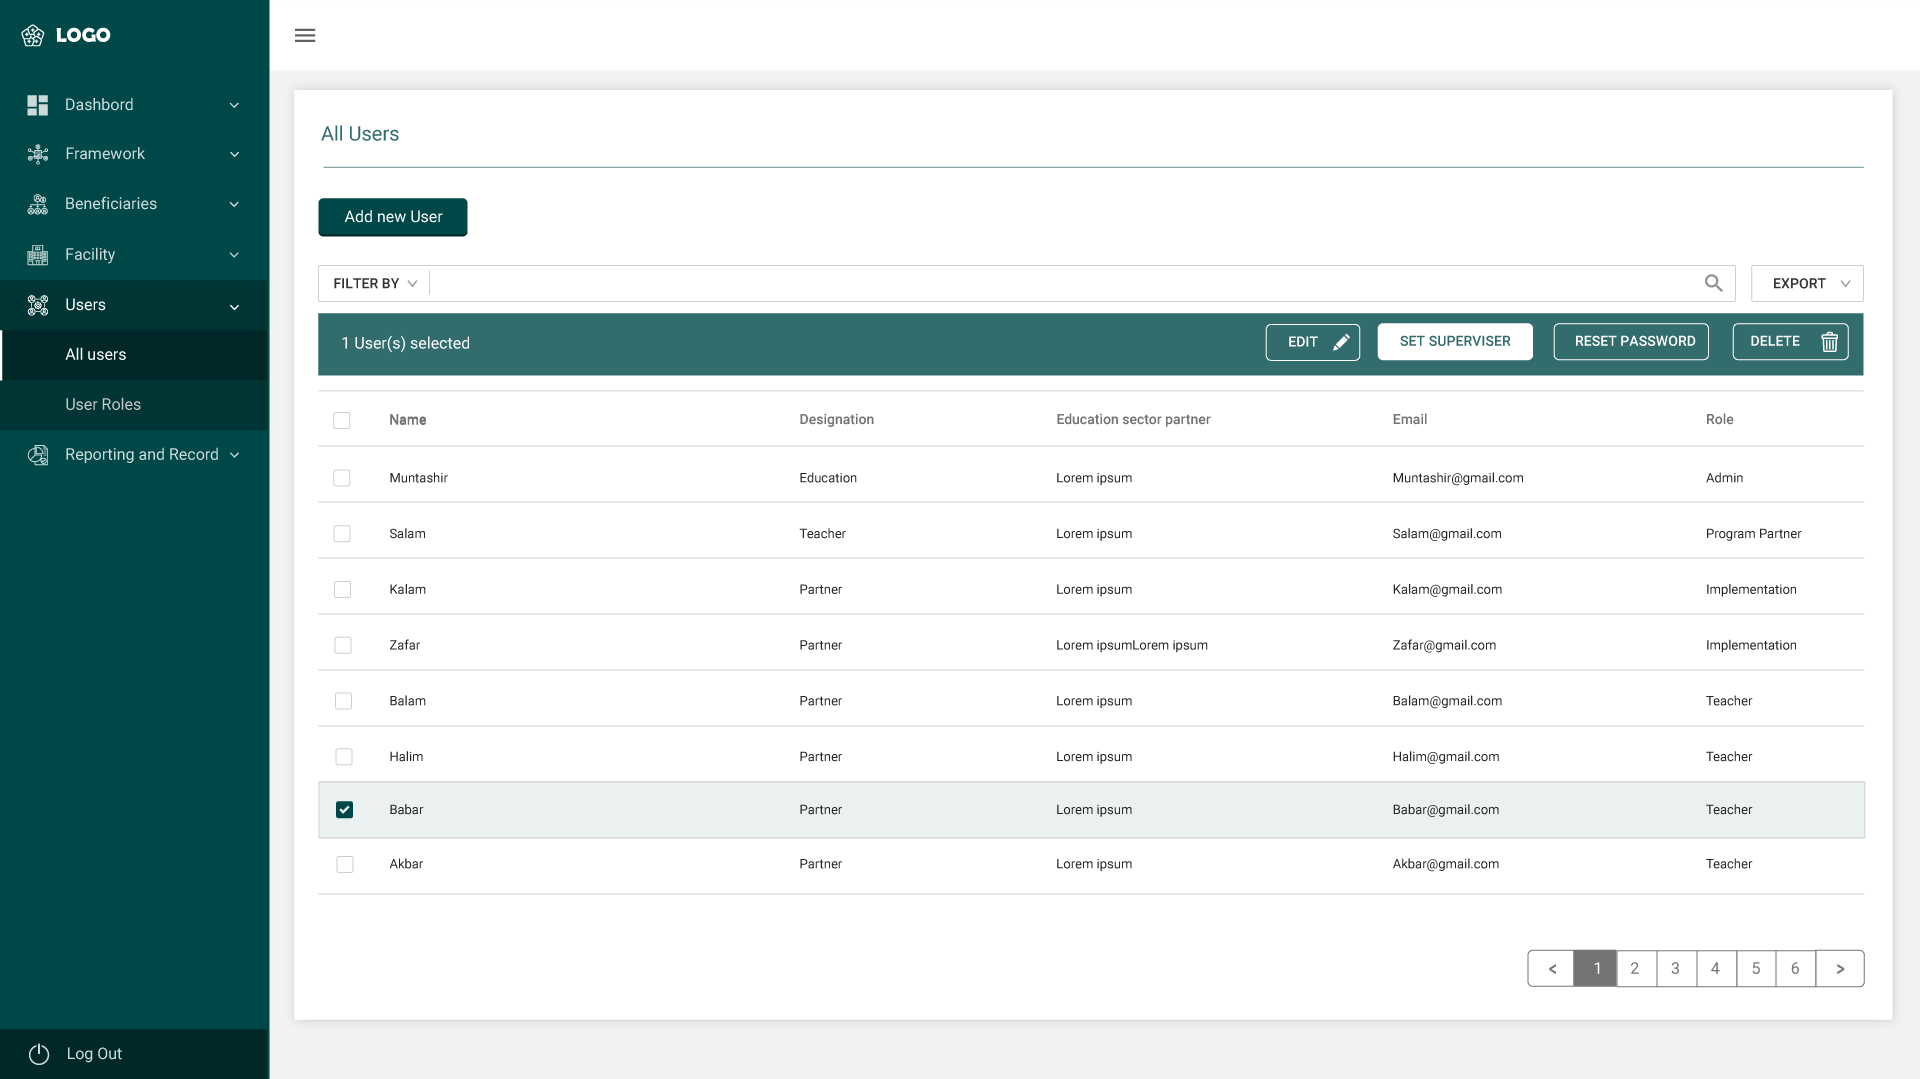 LOGO
Dashbord
Framework
Beneficiaries
Facility
Users
All users
User Roles
Reporting and Record
Log Out
All Users
Add new User
FILTER BY
EXPORT
1 User(s) selected
EDIT
SET SUPERVISER
RESET PASSWORD
DELETE
Name Designation Education sector partner Email Role
Muntashir Education Lorem ipsum Muntashir@gmail.com Admin
Salam Teacher Lorem ipsum Salam@gmail.com Program Partner
Kalam Partner Lorem ipsum Kalam@gmail.com Implementation
Zafar Partner Lorem ipsumLorem ipsum Zafar@gmail.com Implementation
Balam Partner Lorem ipsum Balam@gmail.com Teacher
Halim Partner Lorem ipsum Halim@gmail.com Teacher
Babar Partner Lorem ipsum Babar@gmail.com Teacher
Akbar Partner Lorem ipsum Akbar@gmail.com Teacher
< 1 2 3 4 5 6 >